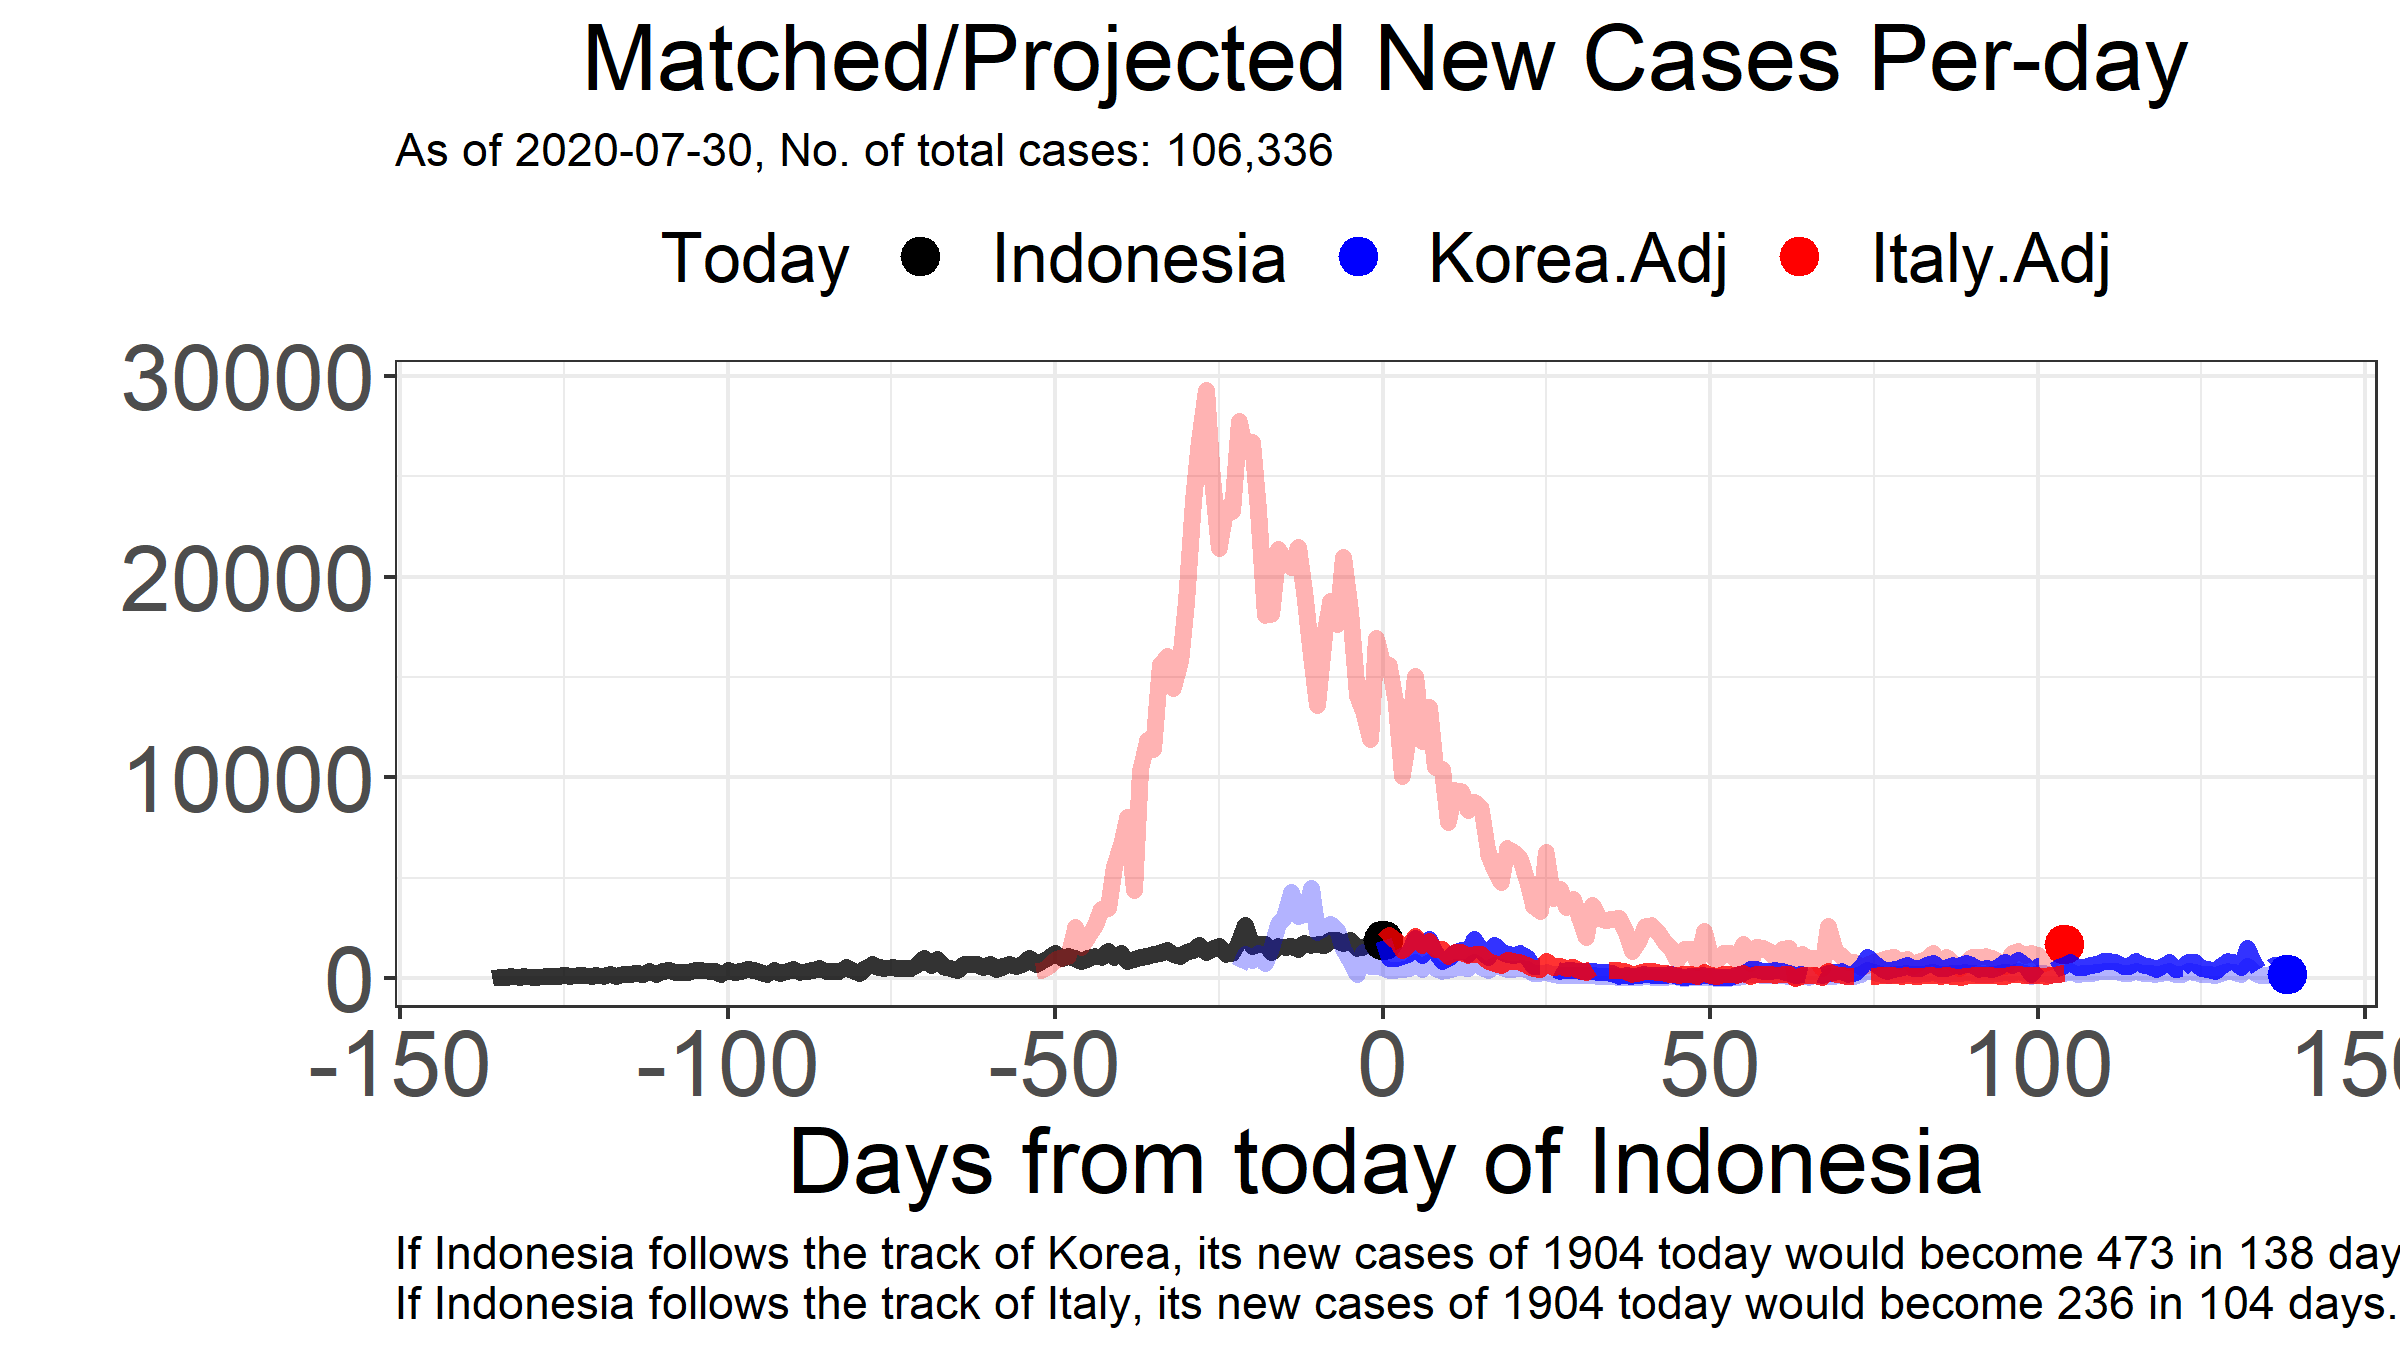 Matched/Projected New Cases Per-day
As of 2020-07-30, No. of total cases: 106,336
Today Indonesia Korea.Adj Italy.Adj
30000
20000
10000
0
-150 -100 -50 0 50 100 150
Days from today of Indonesia
If Indonesia follows the track of Korea, its new cases of 1904 today would become 473 in 138 day
If Indonesia follows the track of Italy, its new cases of 1904 today would become 236 in 104 days.